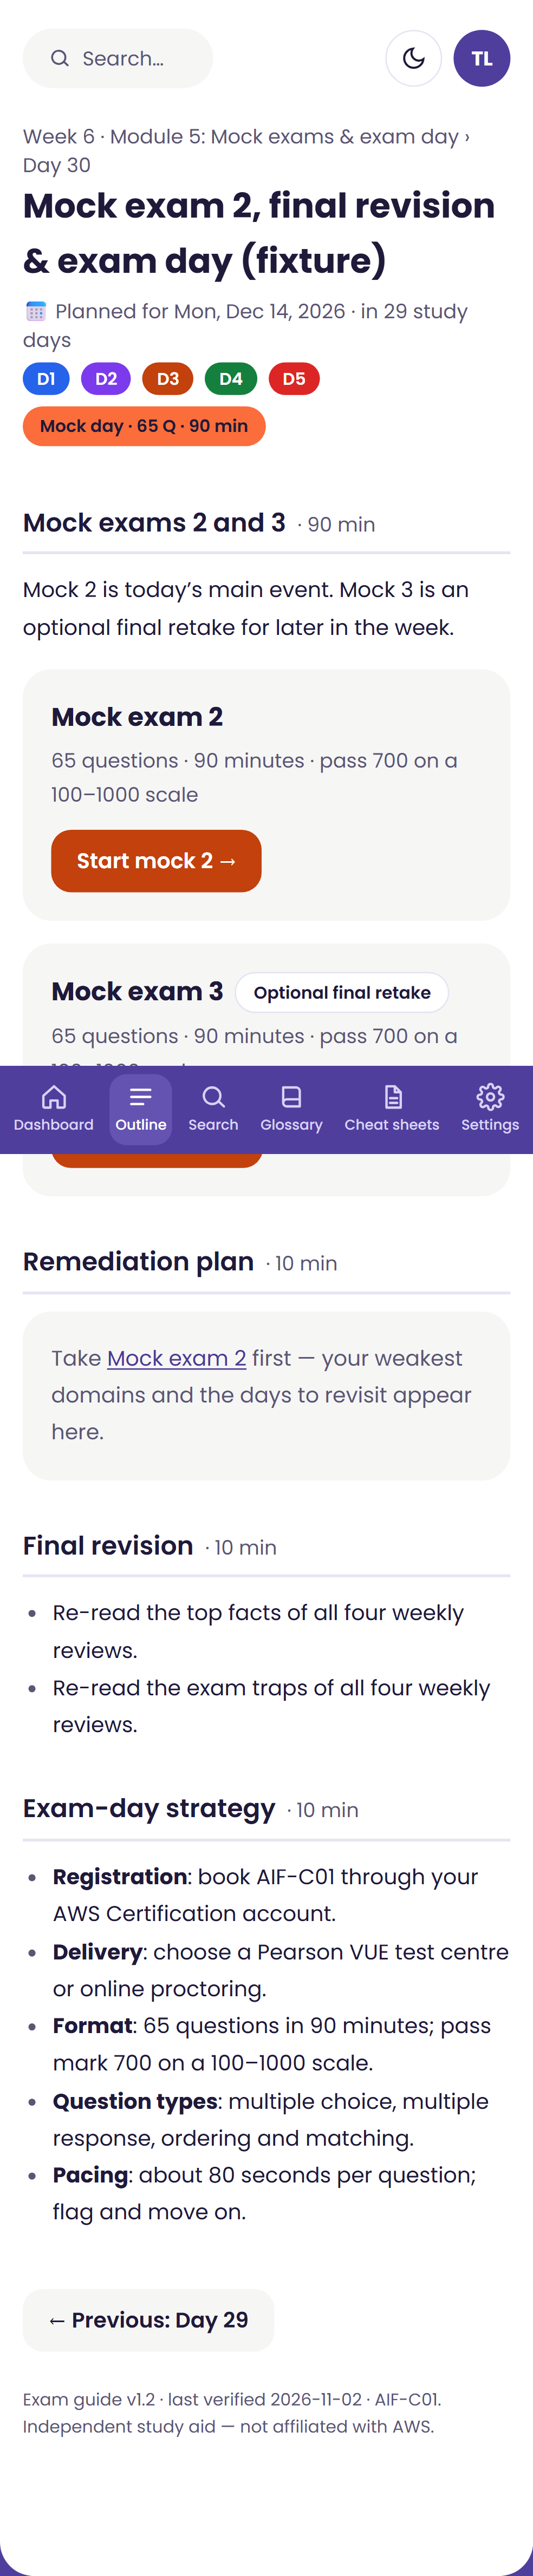 Search...
TL
Week 6 · Module 5: Mock exams & exam day ›
Day 30
Mock exam 2, final revision
& exam day (fixture)
Planned for Mon, Dec 14, 2026 · in 29 study
days
D1 D2 D3 D4 D5
Mock day · 65 Q · 90 min
Mock exams 2 and 3 · 90 min
Mock 2 is today’s main event. Mock 3 is an
optional final retake for later in the week.
Mock exam 2
65 questions · 90 minutes · pass 700 on a
100–1000 scale
Start mock 2 →
Mock exam 3 Optional final retake
65 questions · 90 minutes · pass 700 on a
Dashboard Outline Search Glossary Cheat sheets Settings
Remediation plan · 10 min
Take Mock exam 2 first — your weakest
domains and the days to revisit appear
here.
Final revision · 10 min
• Re-read the top facts of all four weekly
reviews.
• Re-read the exam traps of all four weekly
reviews.
Exam-day strategy · 10 min
• Registration: book AIF-C01 through your
AWS Certification account.
• Delivery: choose a Pearson VUE test centre
or online proctoring.
• Format: 65 questions in 90 minutes; pass
mark 700 on a 100–1000 scale.
• Question types: multiple choice, multiple
response, ordering and matching.
• Pacing: about 80 seconds per question;
flag and move on.
← Previous: Day 29
Exam guide v1.2 · last verified 2026-11-02 · AIF-C01.
Independent study aid — not affiliated with AWS.